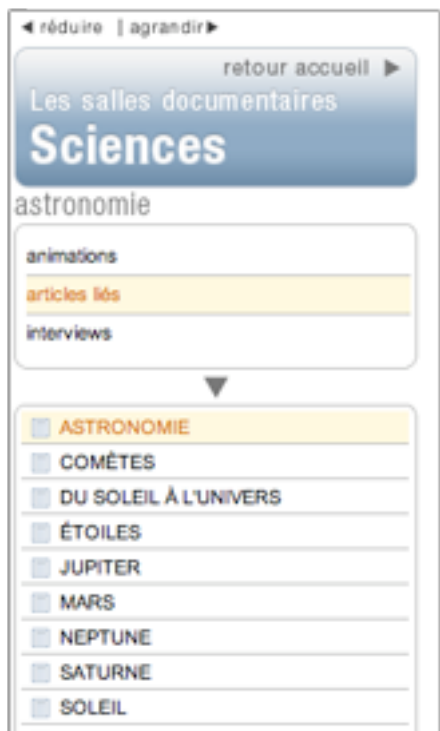 réduire | agrandir
retour accueil
Les salles documentaires
Sciences
astronomie
animations
articles liés
interviews
ASTRONOMIE
COMÈTES
DU SOLEIL À L'UNIVERS
ÉTOILES
JUPITER
MARS
NEPTUNE
SATURNE
SOLEIL